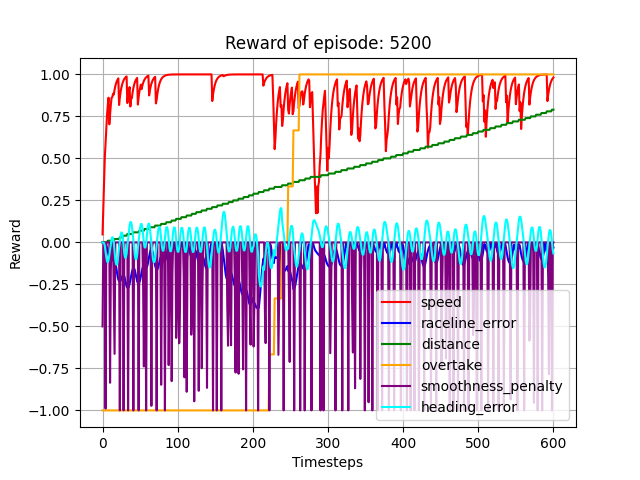 Reward of episode: 5200
1.00
0.75
0.50
0.25
0.00
−0.25
−0.50
−0.75
−1.00
Reward
speed
raceline_error
distance
overtake
smoothness_penalty
heading_error
0 100 200 300 400 500 600
Timesteps